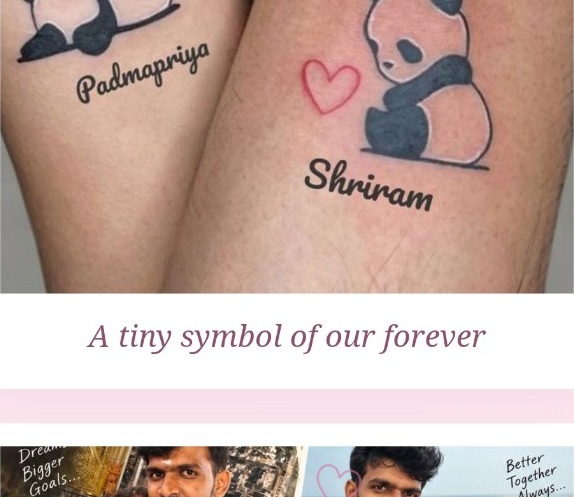 Padmapriya
Shriram
A tiny symbol of our forever
Dream
Bigger
Goals...
Better
Together
Always...